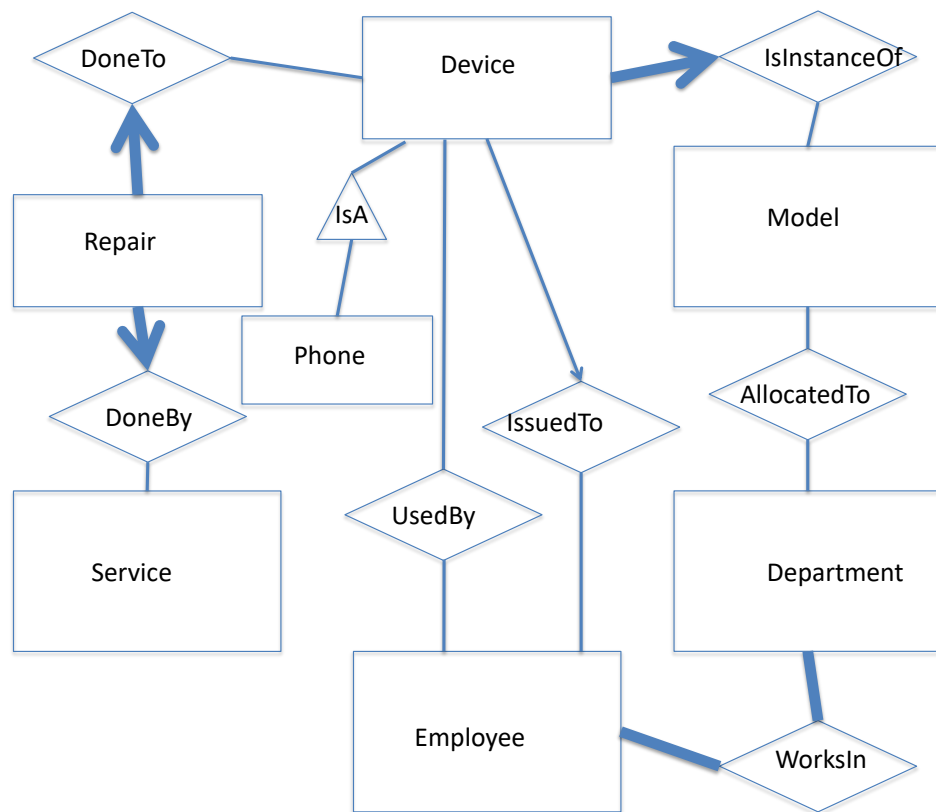 DoneTo
Device
IsInstanceOf
IsA
Repair
Model
Phone
AllocatedTo
DoneBy
IssuedTo
UsedBy
Service
Department
Employee
WorksIn